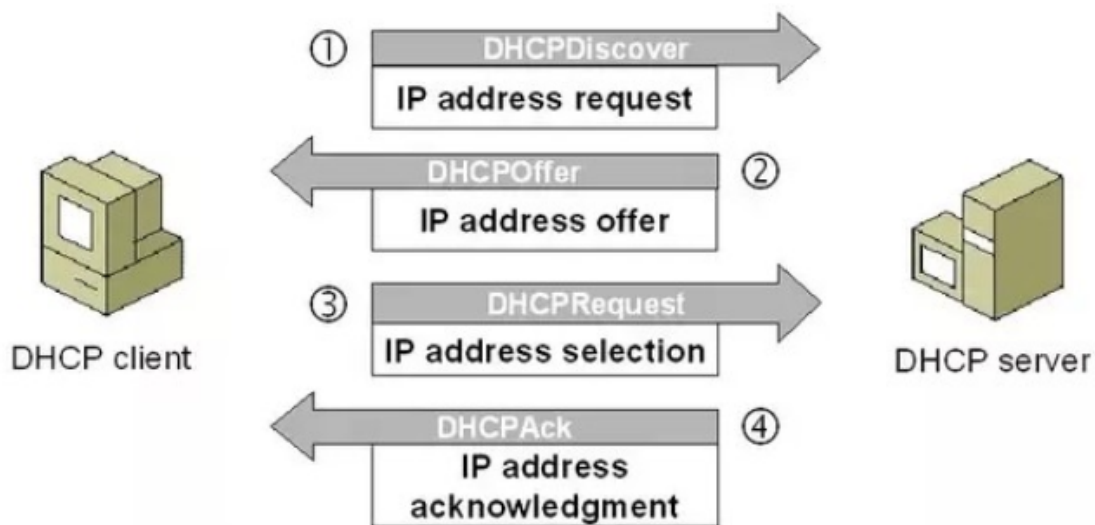 ① DHCPDiscover
IP address request
DHCPOffer ②
IP address offer
③ DHCPRequest
IP address selection
DHCP client
DHCP server
DHCPAck ④
IP address
acknowledgment